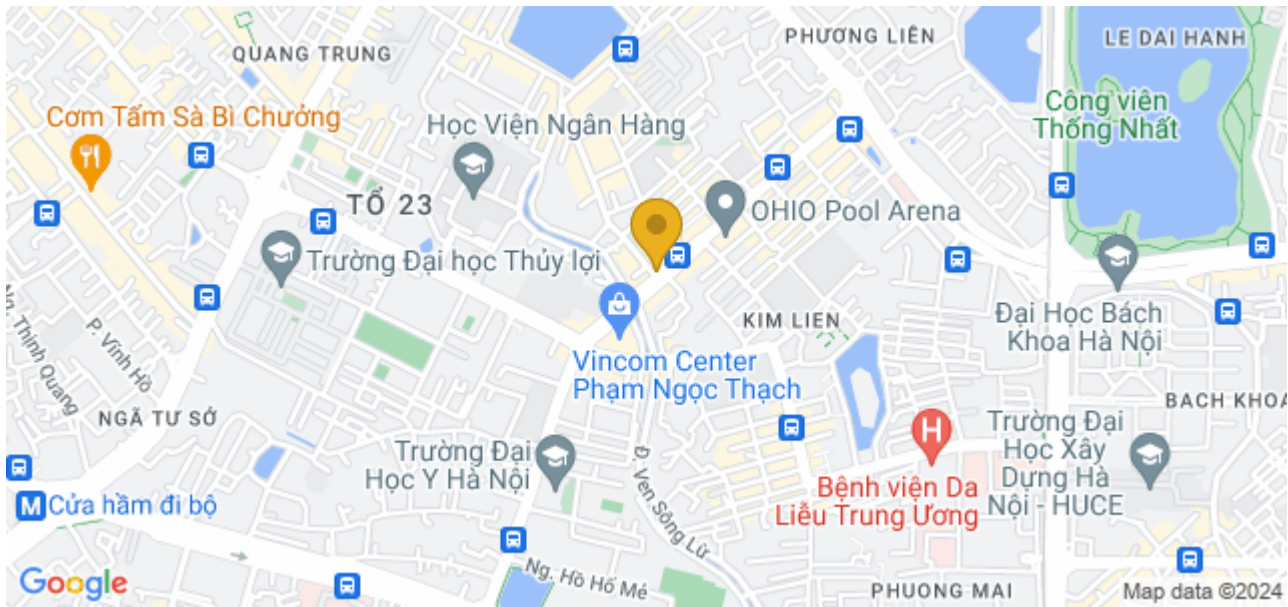 QUANG TRUNG
PHƯƠNG LIÊN
LE DAI HANH
Cơm Tấm Sà Bì Chưởng
Học Viện Ngân Hàng
Công viên
Thống Nhất
TỔ 23
OHIO Pool Arena
Trường Đại học Thủy lợi
KIM LIEN
Đại Học Bách
Khoa Hà Nội
P. Vĩnh Hồ
Ng. Thịnh Quang
Vincom Center
Phạm Ngọc Thạch
NGÃ TƯ SỞ
BACH KHOA
Trường Đại
Học Y Hà Nội
Đ. Ven Sông Lừ
H
Trường Đại
Học Xây
Dựng Hà
Nội - HUCE
Bệnh viện Da
Liễu Trung Ương
M Cửa hầm đi bộ
Ng. Hồ Hố Mẻ
PHUONG MAI
Google
Map data ©2024